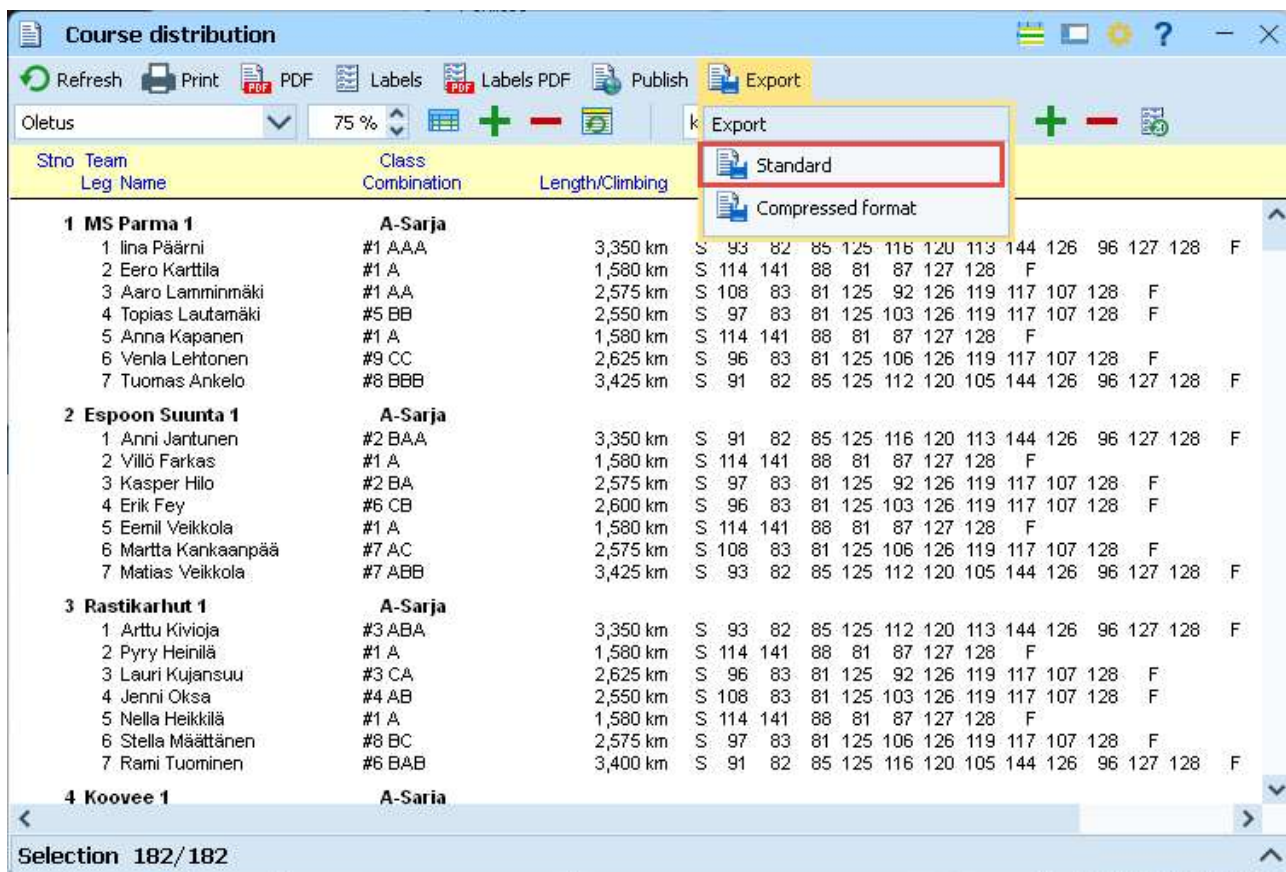 Course distribution
Refresh Print PDF Labels Labels PDF Publish Export
Oletus 75 % k Export
Standard
Compressed format
Stno Team Class
Leg Name Combination Length/Climbing
1 MS Parma 1 A-Sarja
1 Iina Päärni #1 AAA 3,350 km S 93 82 85 125 116 120 113 144 126 96 127 128 F
2 Eero Karttila #1 A 1,580 km S 114 141 88 81 87 127 128 F
3 Aaro Lamminmäki #1 AA 2,575 km S 108 83 81 125 92 126 119 117 107 128 F
4 Topias Lautamäki #5 BB 2,550 km S 97 83 81 125 103 126 119 117 107 128 F
5 Anna Kapanen #1 A 1,580 km S 114 141 88 81 87 127 128 F
6 Venla Lehtonen #9 CC 2,625 km S 96 83 81 125 106 126 119 117 107 128 F
7 Tuomas Ankelo #8 BBB 3,425 km S 91 82 85 125 112 120 105 144 126 96 127 128 F
2 Espoon Suunta 1 A-Sarja
1 Anni Jantunen #2 BAA 3,350 km S 91 82 85 125 116 120 113 144 126 96 127 128 F
2 Villö Farkas #1 A 1,580 km S 114 141 88 81 87 127 128 F
3 Kasper Hilo #2 BA 2,575 km S 97 83 81 125 92 126 119 117 107 128 F
4 Erik Fey #6 CB 2,600 km S 96 83 81 125 103 126 119 117 107 128 F
5 Eemil Veikkola #1 A 1,580 km S 114 141 88 81 87 127 128 F
6 Martta Kankaanpää #7 AC 2,575 km S 108 83 81 125 106 126 119 117 107 128 F
7 Matias Veikkola #7 ABB 3,425 km S 93 82 85 125 112 120 105 144 126 96 127 128 F
3 Rastikarhut 1 A-Sarja
1 Arttu Kivioja #3 ABA 3,350 km S 93 82 85 125 112 120 113 144 126 96 127 128 F
2 Pyry Heinilä #1 A 1,580 km S 114 141 88 81 87 127 128 F
3 Lauri Kujansuu #3 CA 2,625 km S 96 83 81 125 92 126 119 117 107 128 F
4 Jenni Oksa #4 AB 2,550 km S 108 83 81 125 103 126 119 117 107 128 F
5 Nella Heikkilä #1 A 1,580 km S 114 141 88 81 87 127 128 F
6 Stella Määttänen #8 BC 2,575 km S 97 83 81 125 106 126 119 117 107 128 F
7 Rami Tuominen #6 BAB 3,400 km S 91 82 85 125 116 120 105 144 126 96 127 128 F
4 Koovee 1 A-Sarja
Selection 182/182